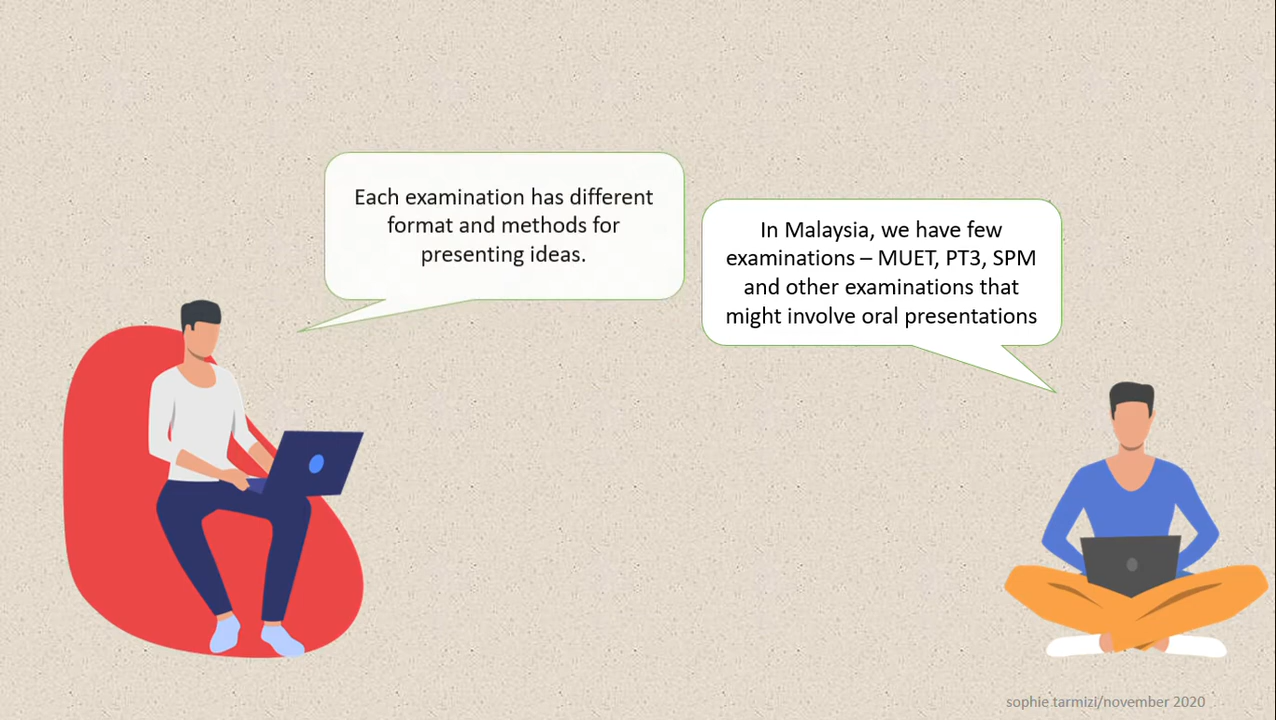 Each examination has different
format and methods for
presenting ideas.
In Malaysia, we have few
examinations – MUET, PT3, SPM
and other examinations that
might involve oral presentations
sophie.tarmizi/november 2020